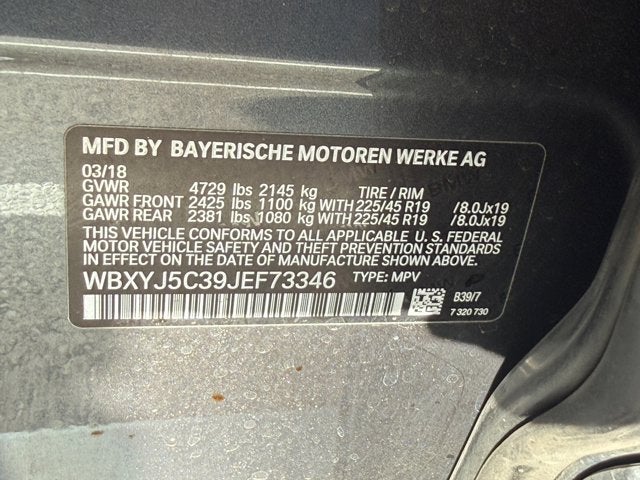 MFD BY BAYERISCHE MOTOREN WERKE AG
03/18
GVWR 4729 lbs 2145 kg TIRE / RIM
GAWR FRONT 2425 lbs 1100 kg WITH 225/45 R19 /8.0Jx19
GAWR REAR 2381 lbs 1080 kg WITH 225/45 R19 /8.0Jx19
THIS VEHICLE CONFORMS TO ALL APPLICABLE U.S. FEDERAL
MOTOR VEHICLE SAFETY AND THEFT PREVENTION STANDARDS
IN EFFECT ON THE DATE OF MANUFACTURE SHOWN ABOVE.
WBXYJ5C39JEF73346 TYPE: MPV
B39/7
7 320 730